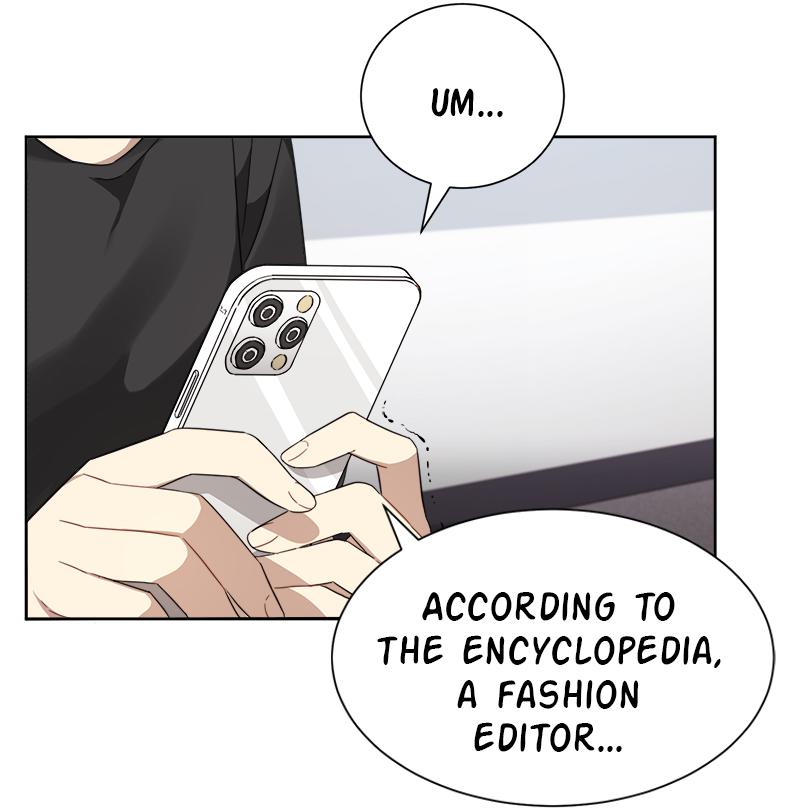 UM...
ACCORDING TO
THE ENCYCLOPEDIA,
A FASHION
EDITOR...